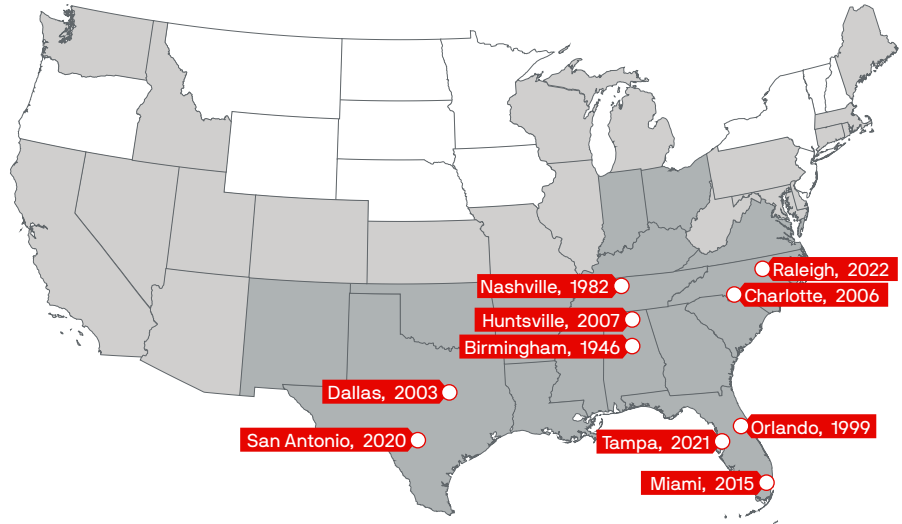 Raleigh, 2022
Nashville, 1982
Charlotte, 2006
Huntsville, 2007
Birmingham, 1946
Dallas, 2003
Orlando, 1999
San Antonio, 2020
Tampa, 2021
Miami, 2015